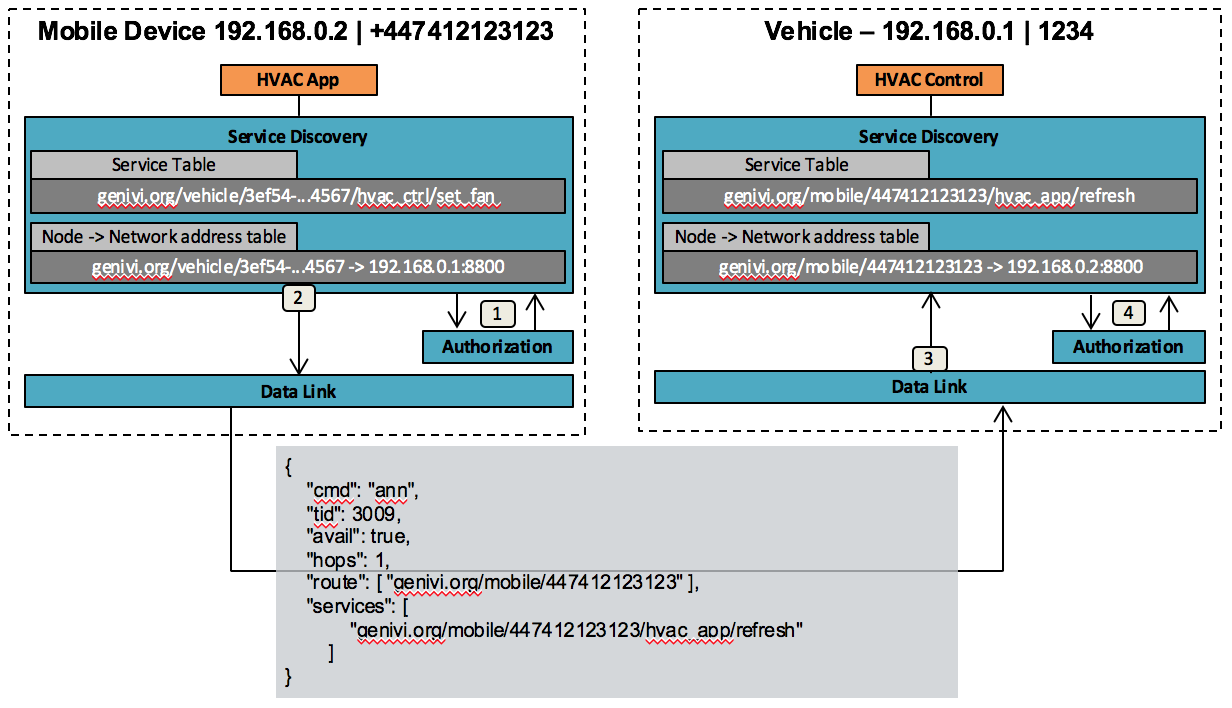 Mobile Device 192.168.0.2 | +447412123123
HVAC App
Service Discovery
Service Table
genivi.org/vehicle/3ef54-...4567/hvac_ctrl/set_fan
Node -> Network address table
genivi.org/vehicle/3ef54-...4567 -> 192.168.0.1:8800
2
1
Authorization
Data Link
Vehicle – 192.168.0.1 | 1234
HVAC Control
Service Discovery
Service Table
genivi.org/mobile/447412123123/hvac_app/refresh
Node -> Network address table
genivi.org/mobile/447412123123 -> 192.168.0.2:8800
4
Authorization
3
Data Link
{
"cmd": "ann",
"tid": 3009,
"avail": true,
"hops": 1,
"route": [ "genivi.org/mobile/447412123123" ],
"services": [
"genivi.org/mobile/447412123123/hvac_app/refresh"
]
}